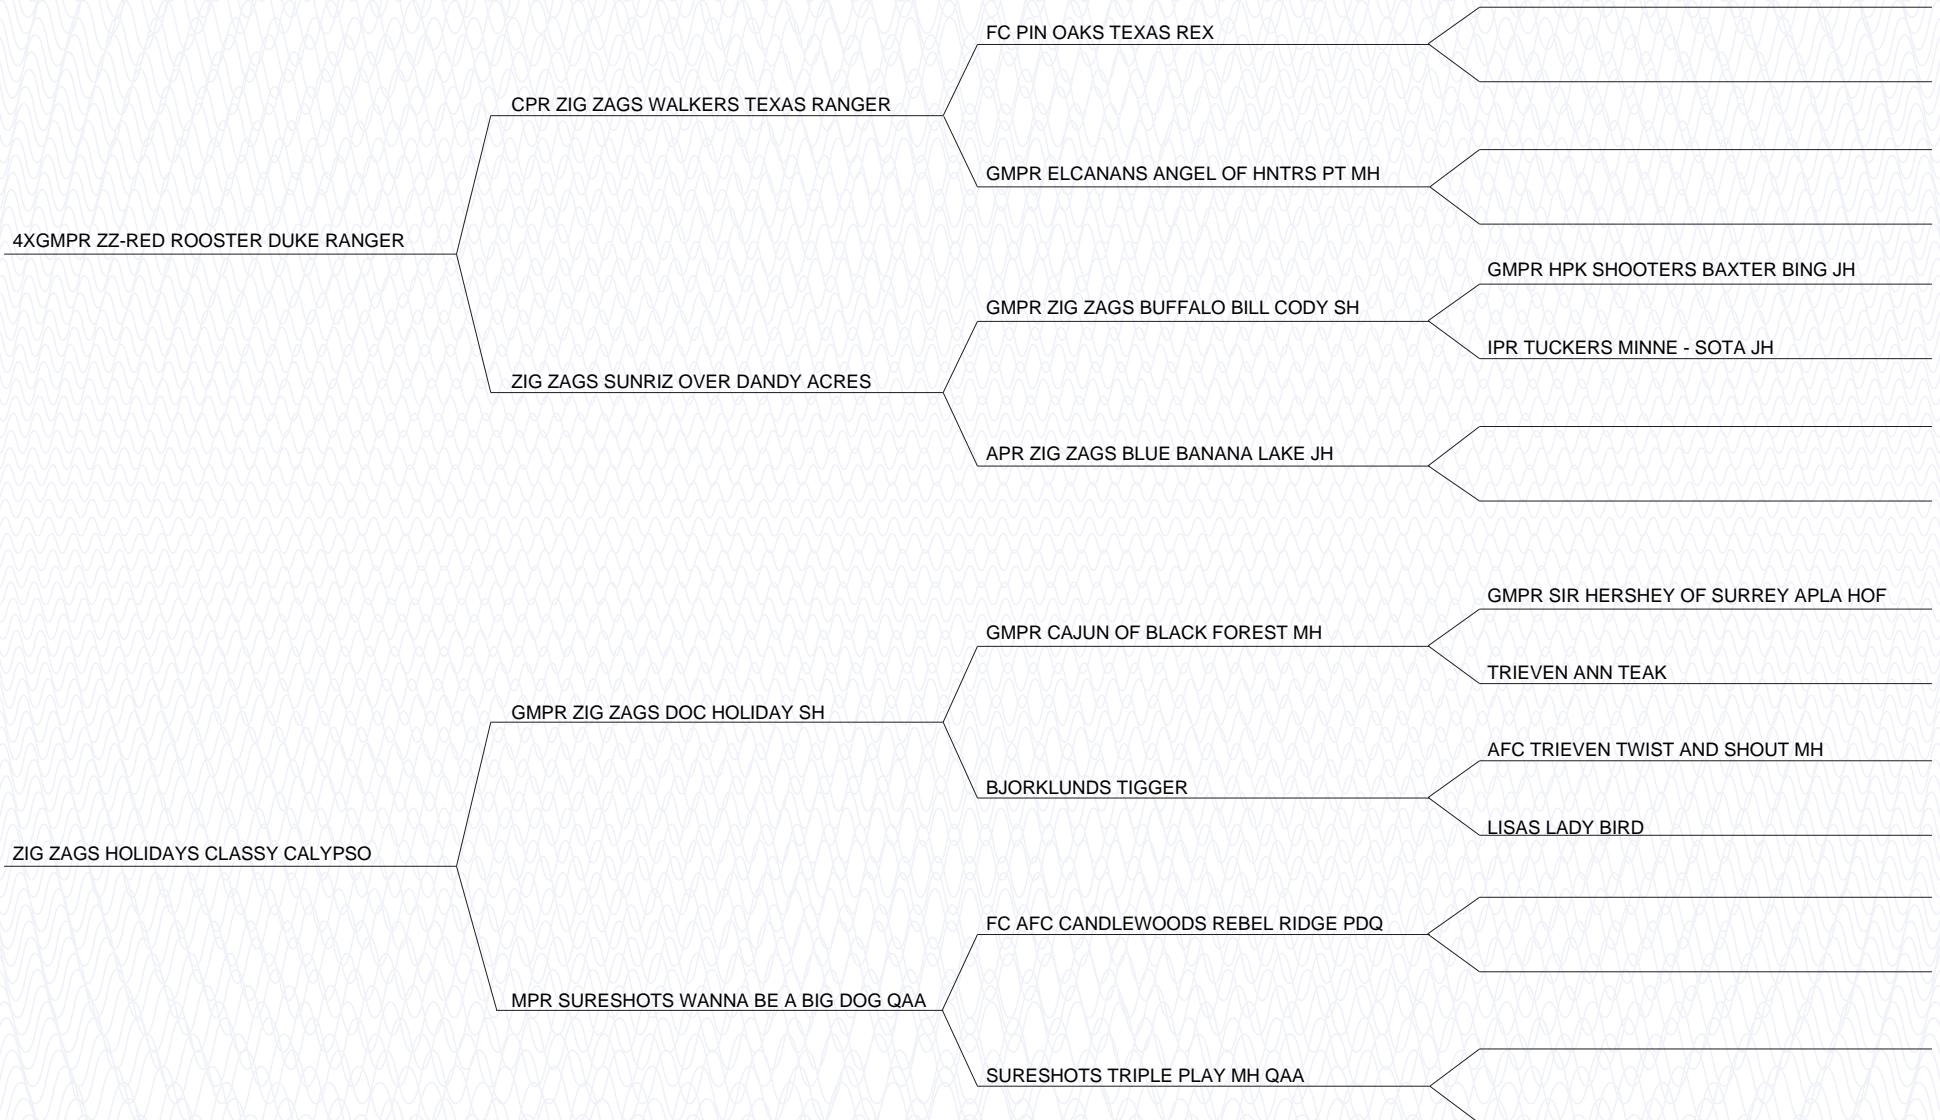 FC PIN OAKS TEXAS REX
CPR ZIG ZAGS WALKERS TEXAS RANGER
GMPR ELCANANS ANGEL OF HNTRS PT MH
4XGMPR ZZ-RED ROOSTER DUKE RANGER
GMPR HPK SHOOTERS BAXTER BING JH
GMPR ZIG ZAGS BUFFALO BILL CODY SH
IPR TUCKERS MINNE - SOTA JH
ZIG ZAGS SUNRIZ OVER DANDY ACRES
APR ZIG ZAGS BLUE BANANA LAKE JH
GMPR SIR HERSHEY OF SURREY APLA HOF
GMPR CAJUN OF BLACK FOREST MH
TRIEVEN ANN TEAK
GMPR ZIG ZAGS DOC HOLIDAY SH
AFC TRIEVEN TWIST AND SHOUT MH
BJORKLUNDS TIGGER
LISAS LADY BIRD
ZIG ZAGS HOLIDAYS CLASSY CALYPSO
FC AFC CANDLEWOODS REBEL RIDGE PDQ
MPR SURESHOTS WANNA BE A BIG DOG QAA
SURESHOTS TRIPLE PLAY MH QAA